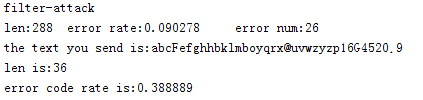 filter-attack
len:288  error rate:0.090278     error num:26
the text you send is:abcFefghhbklmboyqrx@uvwzyzp16G4520,9
len is:36
error code rate is:0.388889